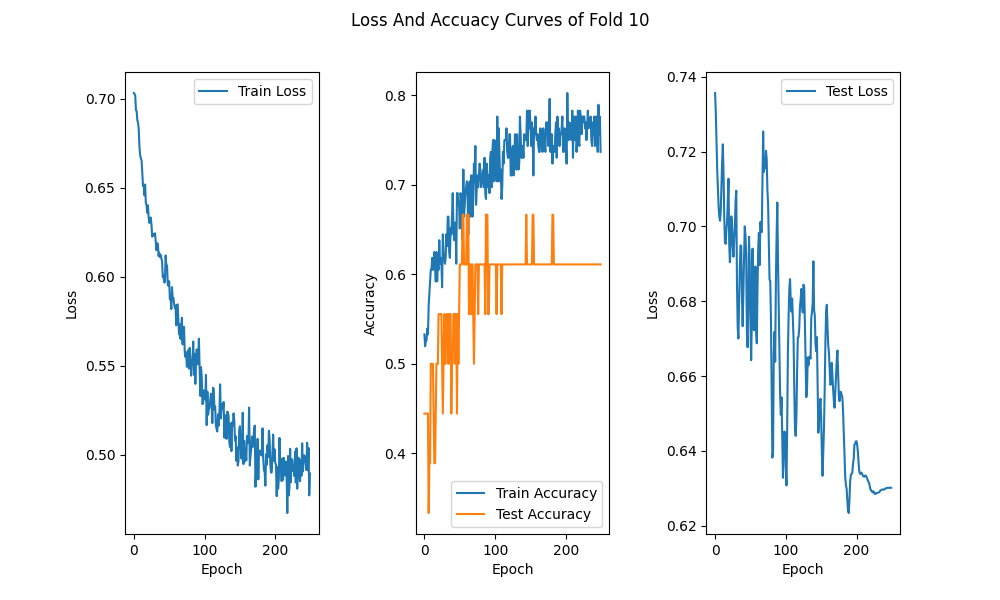 Loss And Accuacy Curves of Fold 10
Train Loss
0.70
0.65
0.60
0.55
0.50
Loss
0
100
200
Epoch
0.8
0.7
0.6
0.5
0.4
Accuracy
Train Accuracy
Test Accuracy
0
100
200
Epoch
Test Loss
0.74
0.72
0.70
0.68
0.66
0.64
0.62
Loss
0
100
200
Epoch